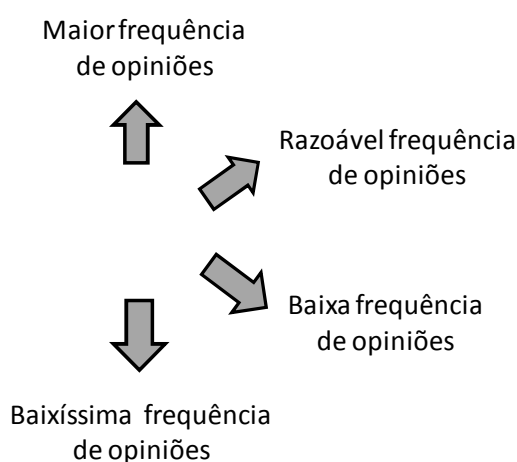 Maior frequência
de opiniões
Razoável frequência
de opiniões
Baixa frequência
de opiniões
Baixíssima frequência
de opiniões